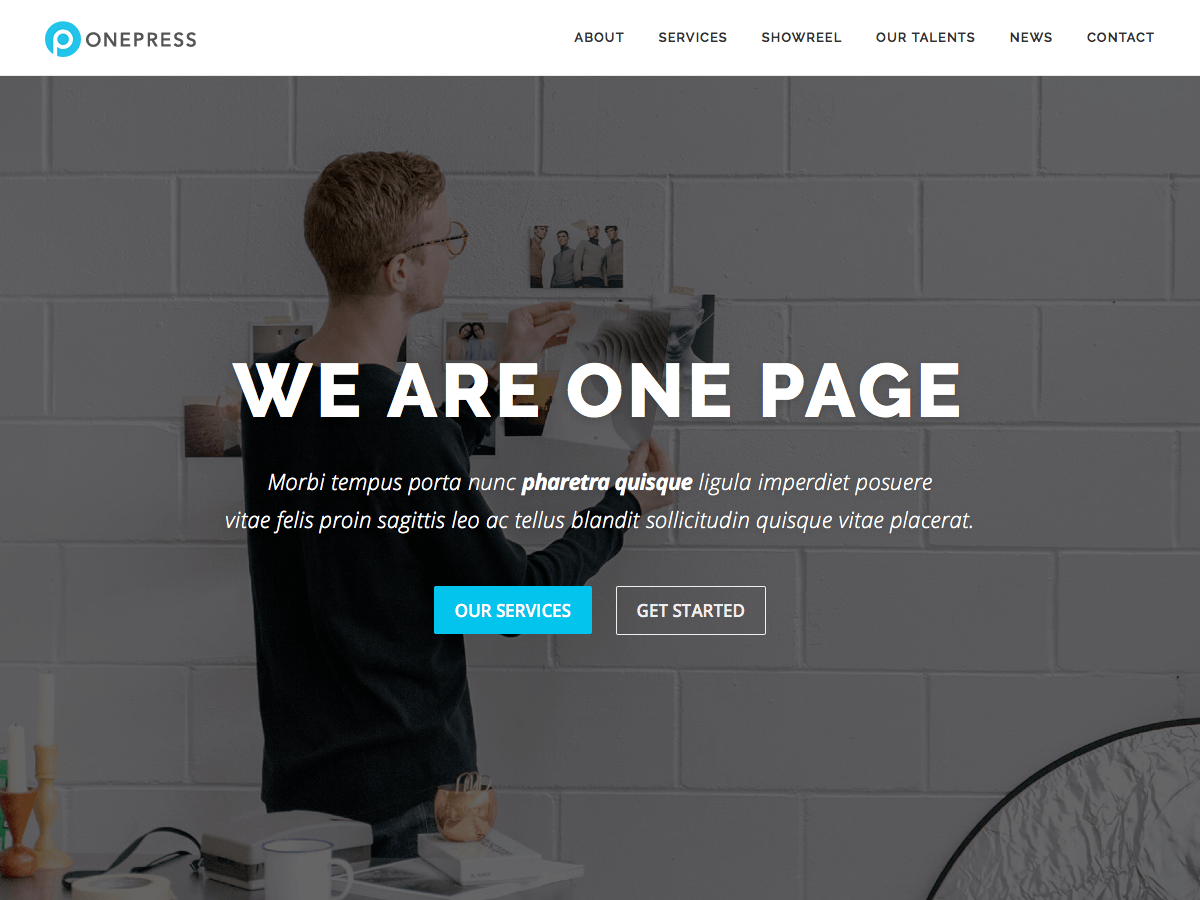 ONEPRESS
ABOUT SERVICES SHOWREEL OUR TALENTS NEWS CONTACT
WE ARE ONE PAGE
Morbi tempus porta nunc pharetra quisque ligula imperdiet posuere
vitae felis proin sagittis leo ac tellus blandit sollicitudin quisque vitae placerat.
OUR SERVICES GET STARTED